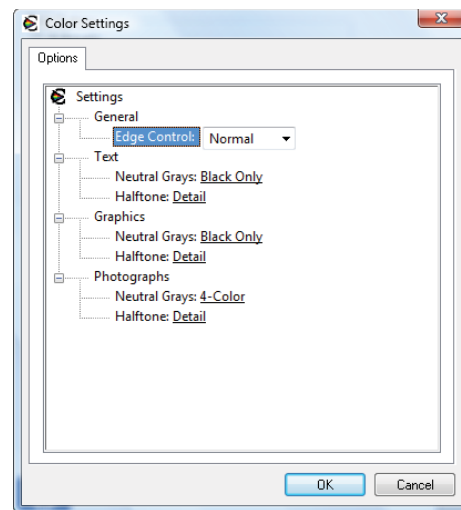 Color Settings
Options
Settings
General
Edge Control: Normal
Text
Neutral Grays: Black Only
Halftone: Detail
Graphics
Neutral Grays: Black Only
Halftone: Detail
Photographs
Neutral Grays: 4-Color
Halftone: Detail
OK Cancel